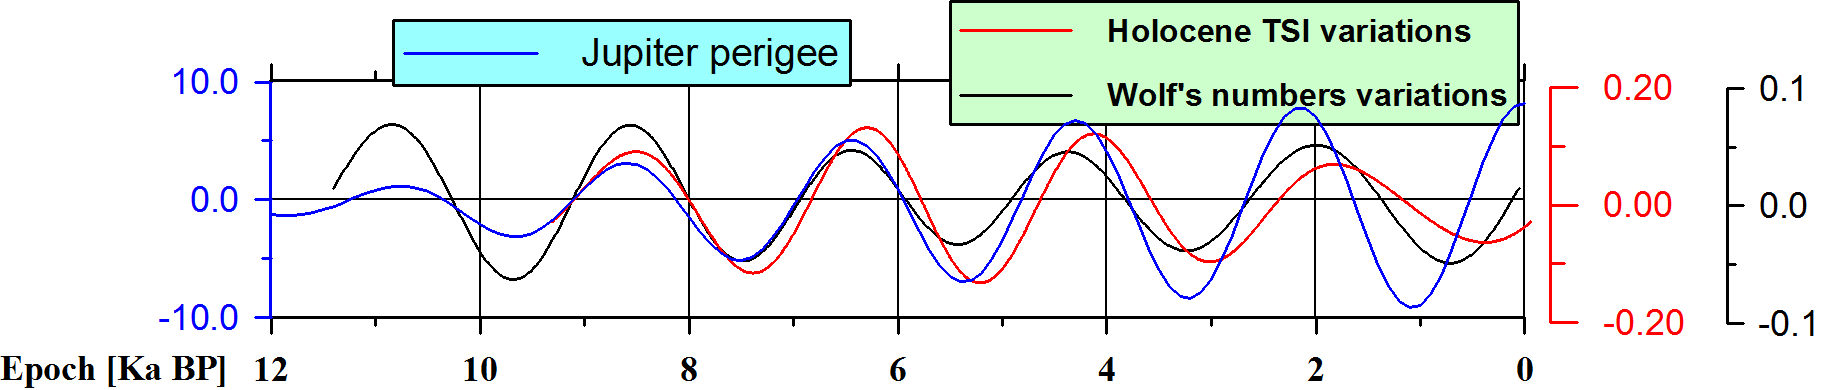 Jupiter perigee
Holocene TSI variations
Wolf's numbers variations
10.0
0.0
-10.0
0.20
0.00
-0.20
0.1
0.0
-0.1
Epoch [Ka BP] 12 10 8 6 4 2 0